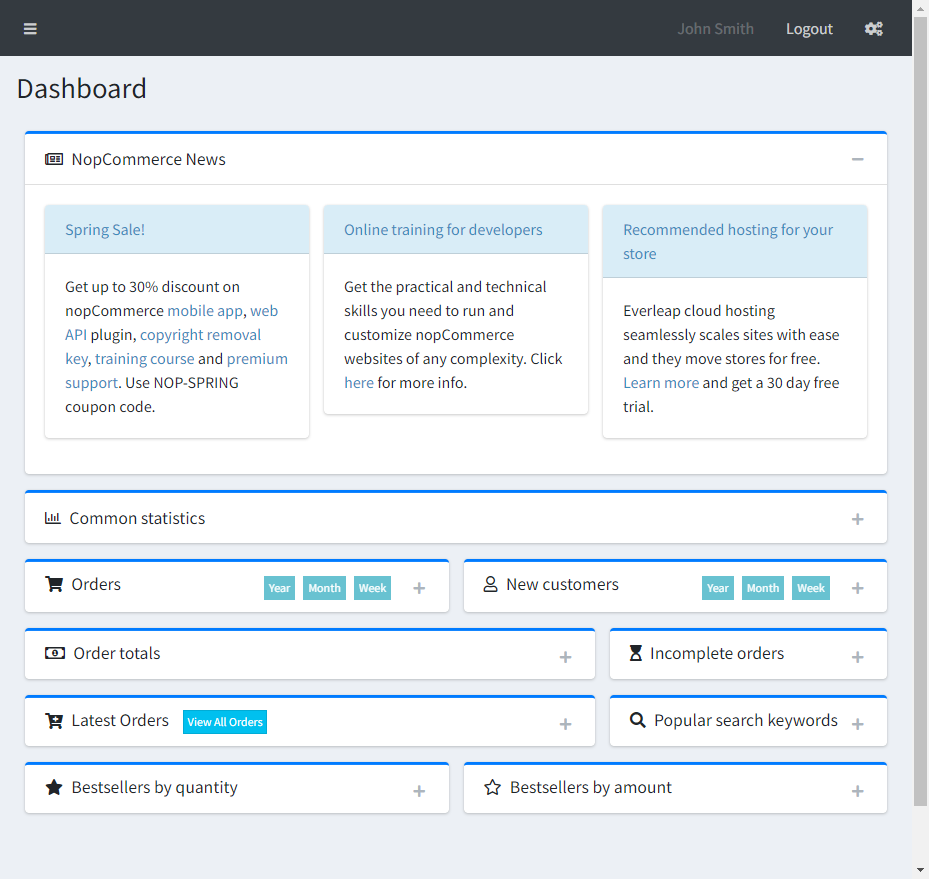 John Smith Logout
Dashboard
NopCommerce News
Spring Sale!
Get up to 30% discount on
nopCommerce mobile app, web
API plugin, copyright removal
key, training course and premium
support. Use NOP-SPRING
coupon code.
Online training for developers
Get the practical and technical
skills you need to run and
customize nopCommerce
websites of any complexity. Click
here for more info.
Recommended hosting for your
store
Everleap cloud hosting
seamlessly scales sites with ease
and they move stores for free.
Learn more and get a 30 day free
trial.
Common statistics
Orders Year Month Week
New customers Year Month Week
Order totals
Incomplete orders
Latest Orders View All Orders
Popular search keywords
Bestsellers by quantity
Bestsellers by amount